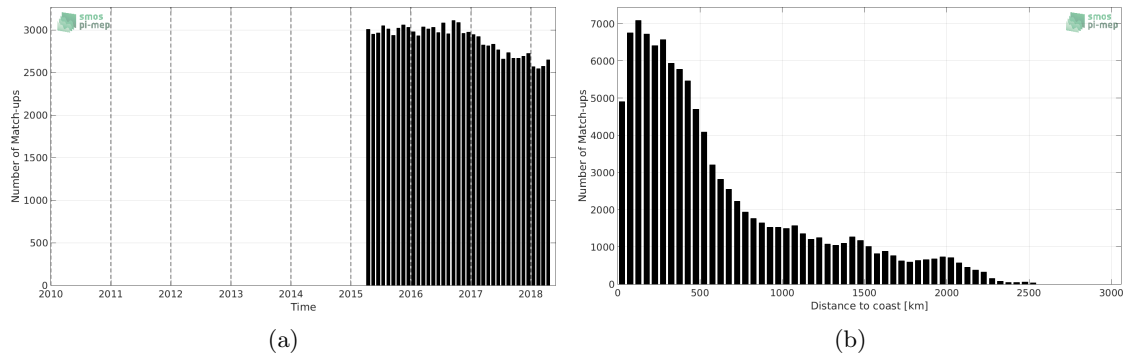 smos
pi-mep
Number of Match-ups
3000
2500
2000
1500
1000
500
0
2010 2011 2012 2013 2014 2015 2016 2017 2018
Time
(a)
smos
pi-mep
Number of Match-ups
7000
6000
5000
4000
3000
2000
1000
0
0 500 1000 1500 2000 2500 3000
Distance to coast [km]
(b)